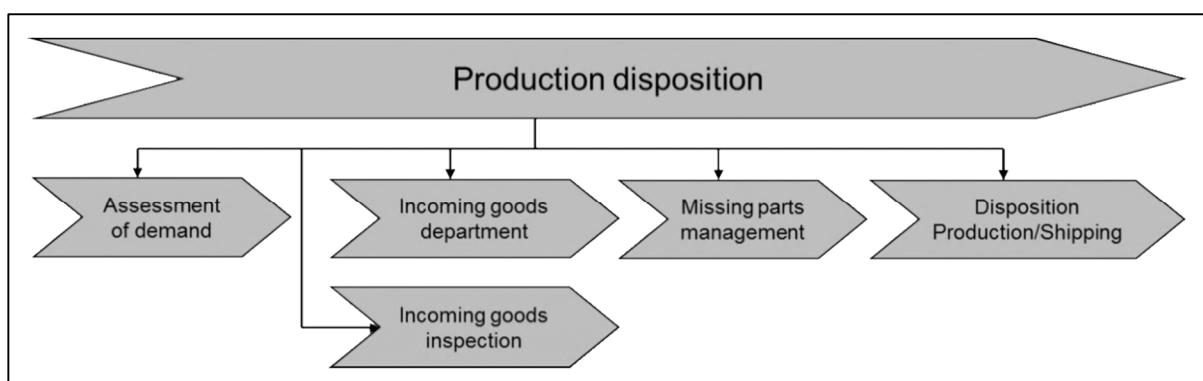 Production disposition
Assessment
of demand
Incoming goods
department
Missing parts
management
Disposition
Production/Shipping
Incoming goods
inspection